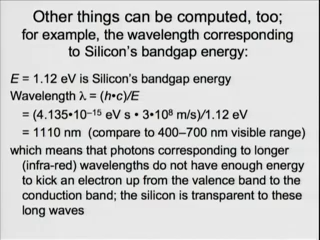 Other things can be computed, too;
for example, the wavelength corresponding
to Silicon's bandgap energy:
E = 1.12 eV is Silicon's bandgap energy
Wavelength λ = (h•c)/E
= (4.135•10⁻¹⁵ eV s • 3•10⁸ m/s)/1.12 eV
= 1110 nm (compare to 400–700 nm visible range)
which means that photons corresponding to longer
(infra-red) wavelengths do not have enough energy
to kick an electron up from the valence band to the
conduction band; the silicon is transparent to these
long waves